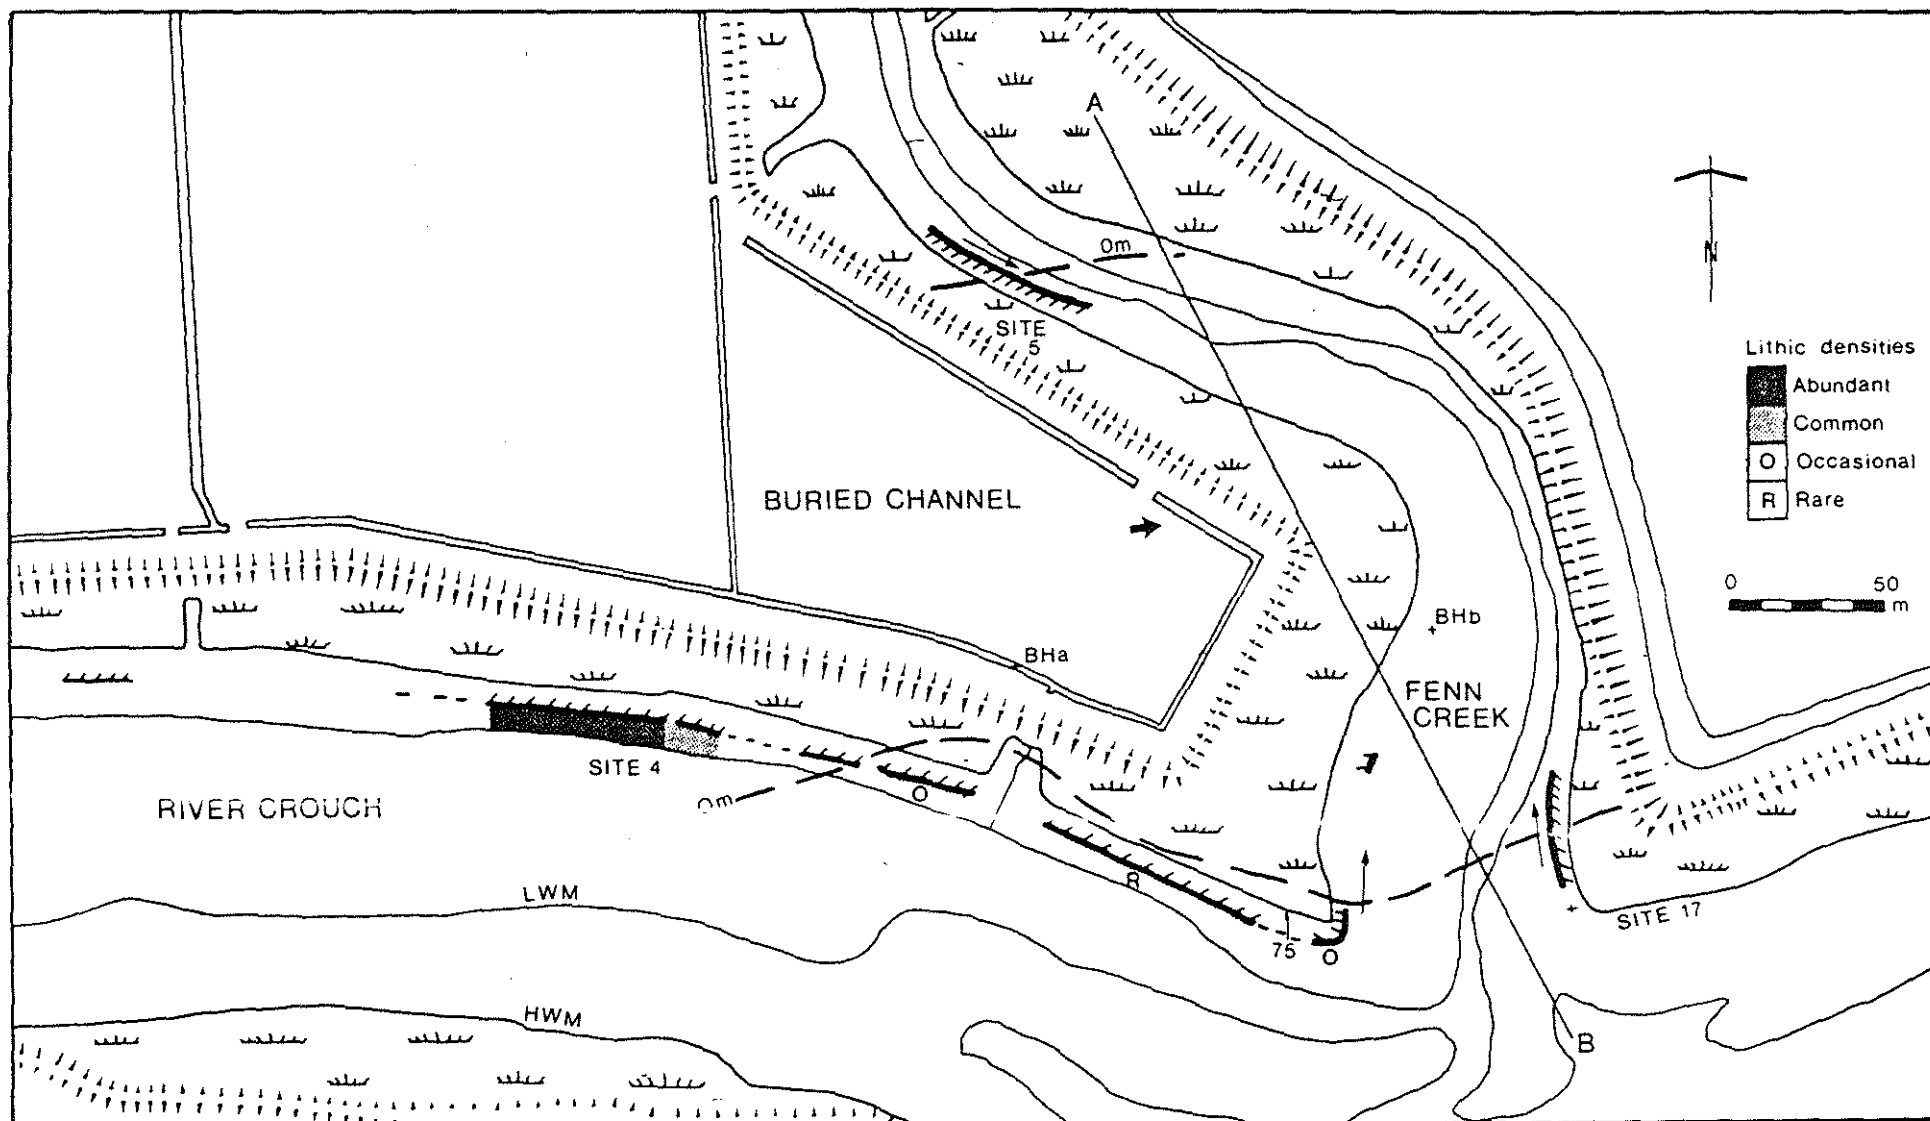 A
N
Om
SITE
5
Lithic densities
Abundant
Common
O Occasional
R Rare
BURIED CHANNEL
0 50
m
BHb
BHa
FENN
CREEK
SITE 4
Om
O
RIVER CROUCH
R
LWM
75
O
SITE 17
HWM
B